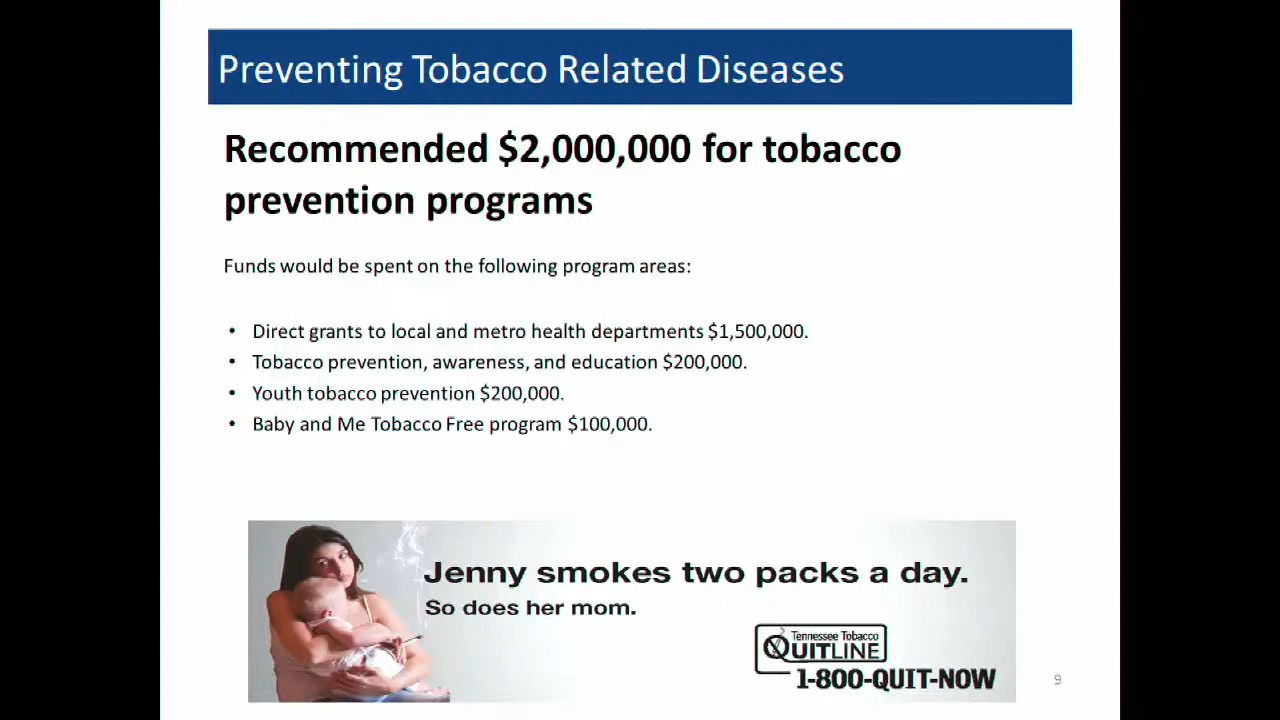 Preventing Tobacco Related Diseases
Recommended $2,000,000 for tobacco
prevention programs
Funds would be spent on the following program areas:
• Direct grants to local and metro health departments $1,500,000.
• Tobacco prevention, awareness, and education $200,000.
• Youth tobacco prevention $200,000.
• Baby and Me Tobacco Free program $100,000.
Jenny smokes two packs a day.
So does her mom.
Tennessee Tobacco
QUITLINE
1-800-QUIT-NOW
9